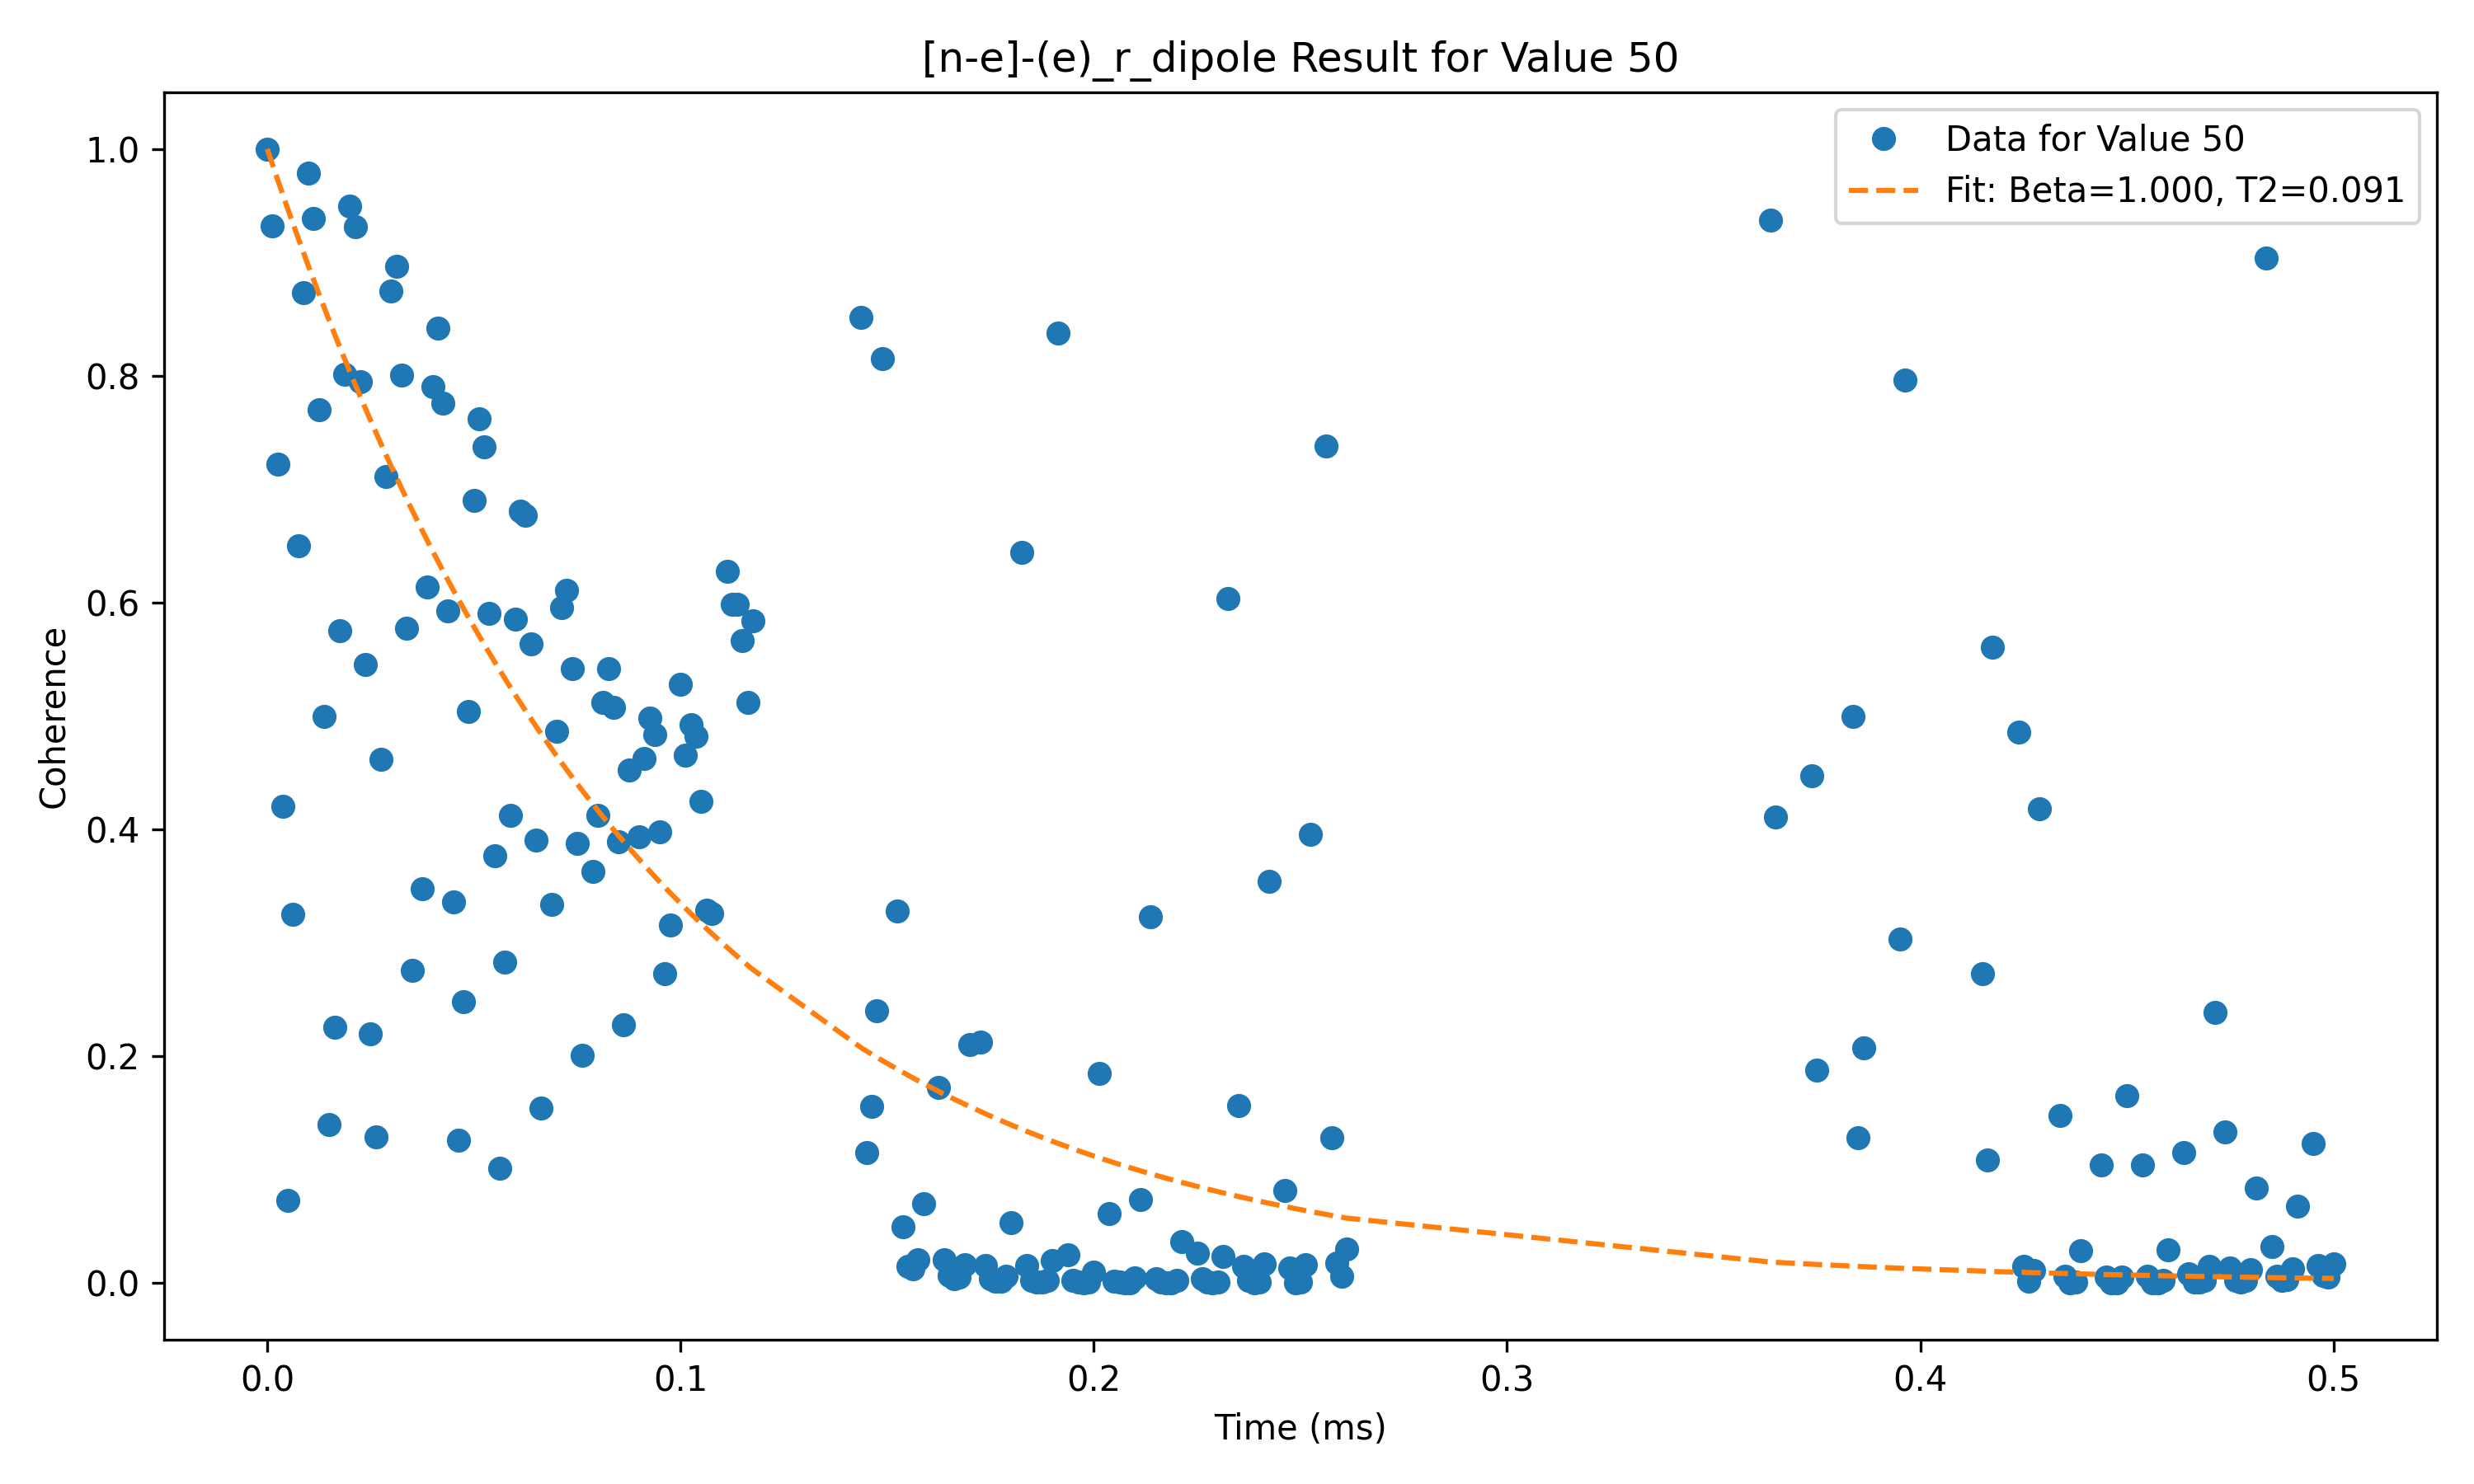 [n-e]-(e)_r_dipole Result for Value 50
Data for Value 50
Fit: Beta=1.000, T2=0.091
Coherence
1.0
0.8
0.6
0.4
0.2
0.0
0.0 0.1 0.2 0.3 0.4 0.5
Time (ms)